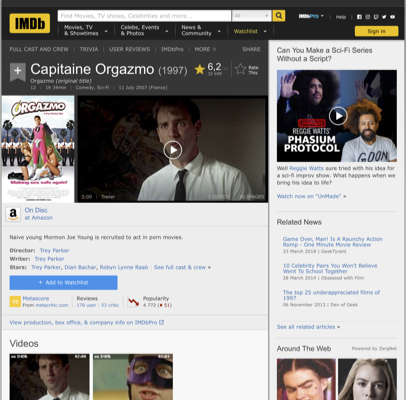 IMDb
Find Movies, TV shows, Celebrities and more...
All
Movies, TV
& Showtimes
Celebs, Events
& Photos
News &
Community
Watchlist
IMDbPro
Help
Sign in
FULL CAST AND CREW
TRIVIA
USER REVIEWS
IMDbPro
MORE
SHARE
Capitaine Orgazmo (1997)
Orgazmo (original title)
12 | 1h 34min | Comedy, Sci-Fi | 11 July 2007 (France)
6,2
Rate
This
ORGAZMO
Making sex safe again!
2:00 | Trailer
IMAGES
On Disc
at Amazon
Naive young Mormon Joe Young is recruited to act in porn movies.
Director: Trey Parker
Writer: Trey Parker
Stars: Trey Parker, Dian Bachar, Robyn Lynne Raab | See full cast & crew »
+ Add to Watchlist
Metascore
From metacritic.com
Reviews
179 user | 53 critic
Popularity
4 772 ( 51)
View production, box office, & company info on IMDbPro
Videos
Can You Make a Sci-Fi Series
Without a Script?
REGGIE WATTS'
PHASIUM
PROTOCOL
Well Reggie Watts sure tried with his idea for
a sci-fi improv show. What happens when we
bring his idea to life?
Watch now on "UnMade" »
Related News
Game Over, Man! Is A Raunchy Action
Romp - One Minute Movie Review
23 March 2018 | GeekTyrant
10 Celebrity Pairs You Won't Believe
Went To School Together
28 March 2014 | Obsessed with Film
The top 25 underappreciated films of
1997
06 November 2013 | Den of Geek
See all related articles »
Around The Web
Powered by ZergNet